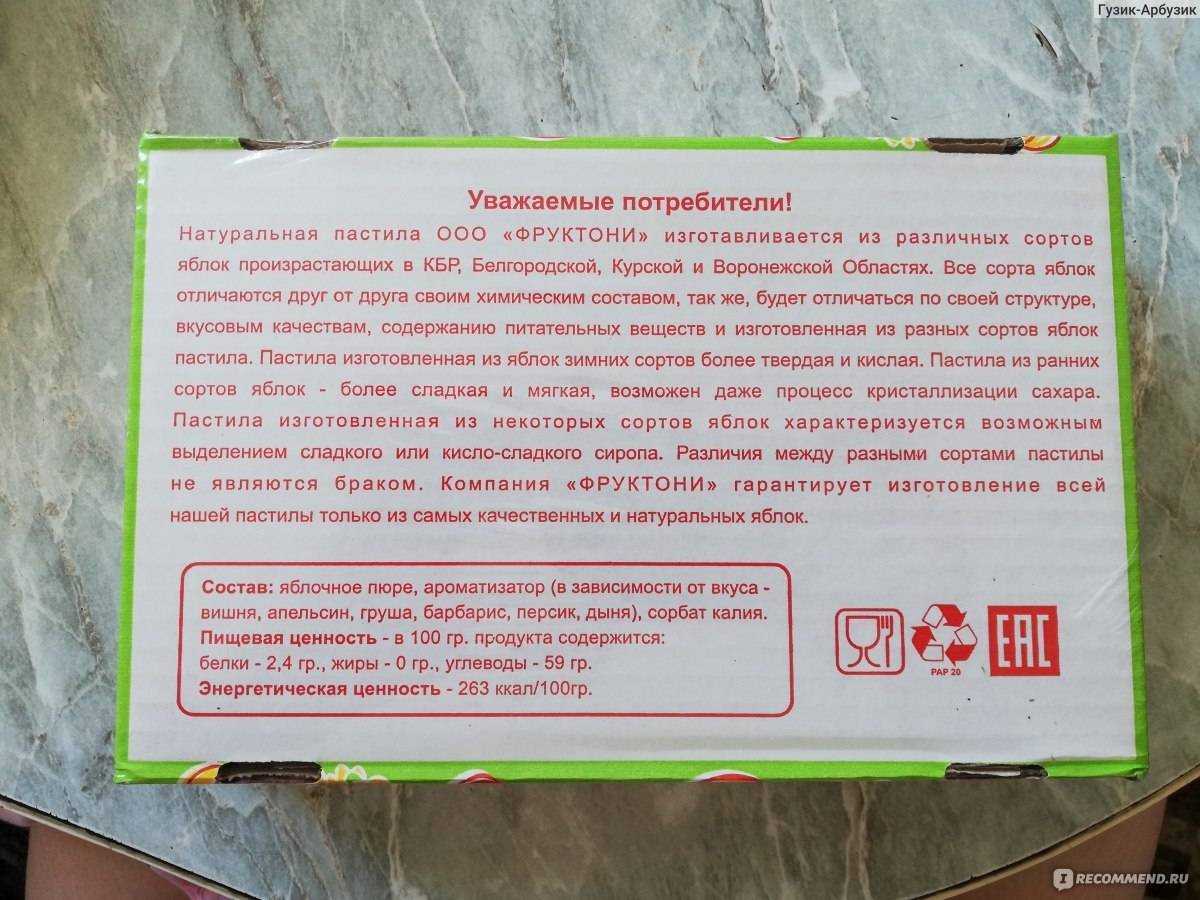 Гузик-Арбузик
Уважаемые потребители!
Натуральная пастила ООО «ФРУКТОНИ» изготавливается из различных сортов
яблок произрастающих в КБР, Белгородской, Курской и Воронежской Областях. Все сорта яблок
отличаются друг от друга своим химическим составом, так же, будет отличаться по своей структуре,
вкусовым качествам, содержанию питательных веществ и изготовленная из разных сортов яблок
пастила. Пастила изготовленная из яблок зимних сортов более твердая и кислая. Пастила из ранних
сортов яблок - более сладкая и мягкая, возможен даже процесс кристаллизации сахара.
Пастила изготовленная из некоторых сортов яблок характеризуется возможным
выделением сладкого или кисло-сладкого сиропа. Различия между разными сортами пастилы
не являются браком. Компания «ФРУКТОНИ» гарантирует изготовление всей
нашей пастилы только из самых качественных и натуральных яблок.
Состав: яблочное пюре, ароматизатор (в зависимости от вкуса -
вишня, апельсин, груша, барбарис, персик, дыня), сорбат калия.
Пищевая ценность - в 100 гр. продукта содержится:
белки - 2,4 гр., жиры - 0 гр., углеводы - 59 гр.
Энергетическая ценность - 263 ккал/100гр.
PAP 20
EAC
IRECOMMEND.RU